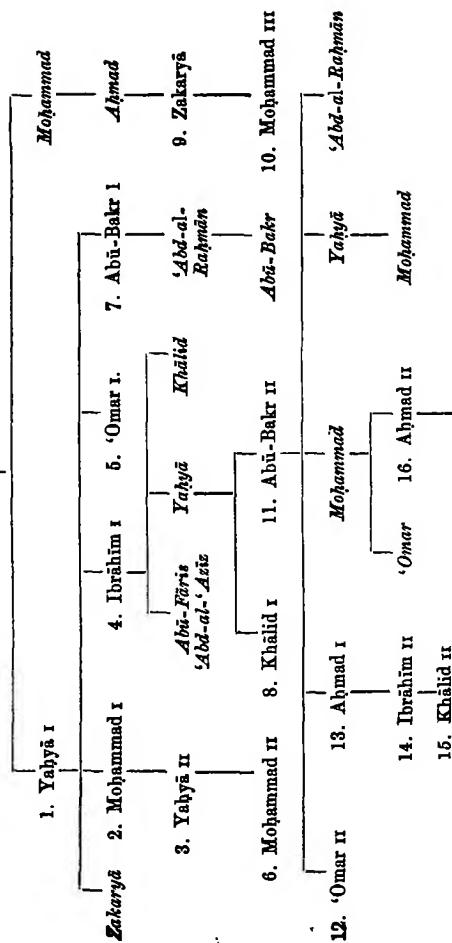 1. Yaḥyā I Moḥammad
Zakaryā 2. Moḥammad I 4. Ibrāhīm I 5. ‘Omar I. 7. Abū-Bakr I Aḥmad
3. Yaḥyā II Abū-Fāris Yaḥyā Khālid ‘Abd-al- 9. Zakaryā
‘Abd-al-‘Azīz Raḥmān
6. Moḥammad II 8. Khālid I 11. Abū-Bakr II Abū-Bakr 10. Moḥammad III
12. ‘Omar II 13. Aḥmad I Moḥammad Yaḥyā ‘Abd-al-Raḥmān
14. Ibrāhīm II ‘Omar 16. Aḥmad II Moḥammad
15. Khālid II